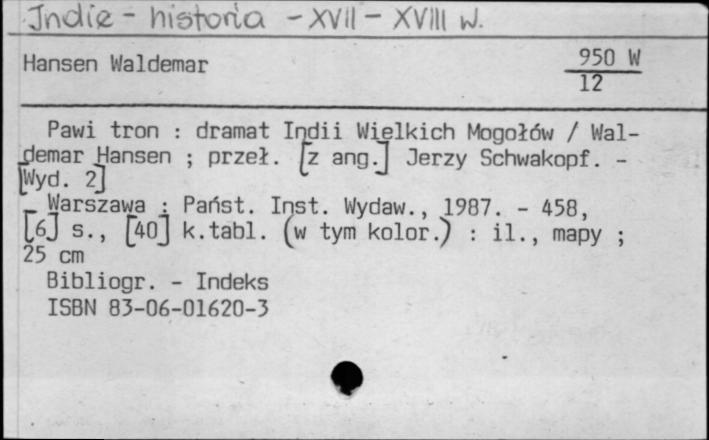 Indie - historia - XVII - XVIII w.
Hansen Waldemar
950 W
12
Pawi tron : dramat Indii Wielkich Mogołów / Wal-
demar Hansen ; przeł. [z ang.] Jerzy Schwakopf. -
[Wyd. 2]
_ Warszawa : Państ. Inst. Wydaw., 1987. - 458,
[6] s., [40] k.tabl. (w tym kolor.) : il., mapy ;
25 cm
Bibliogr. - Indeks
ISBN 83-06-01620-3